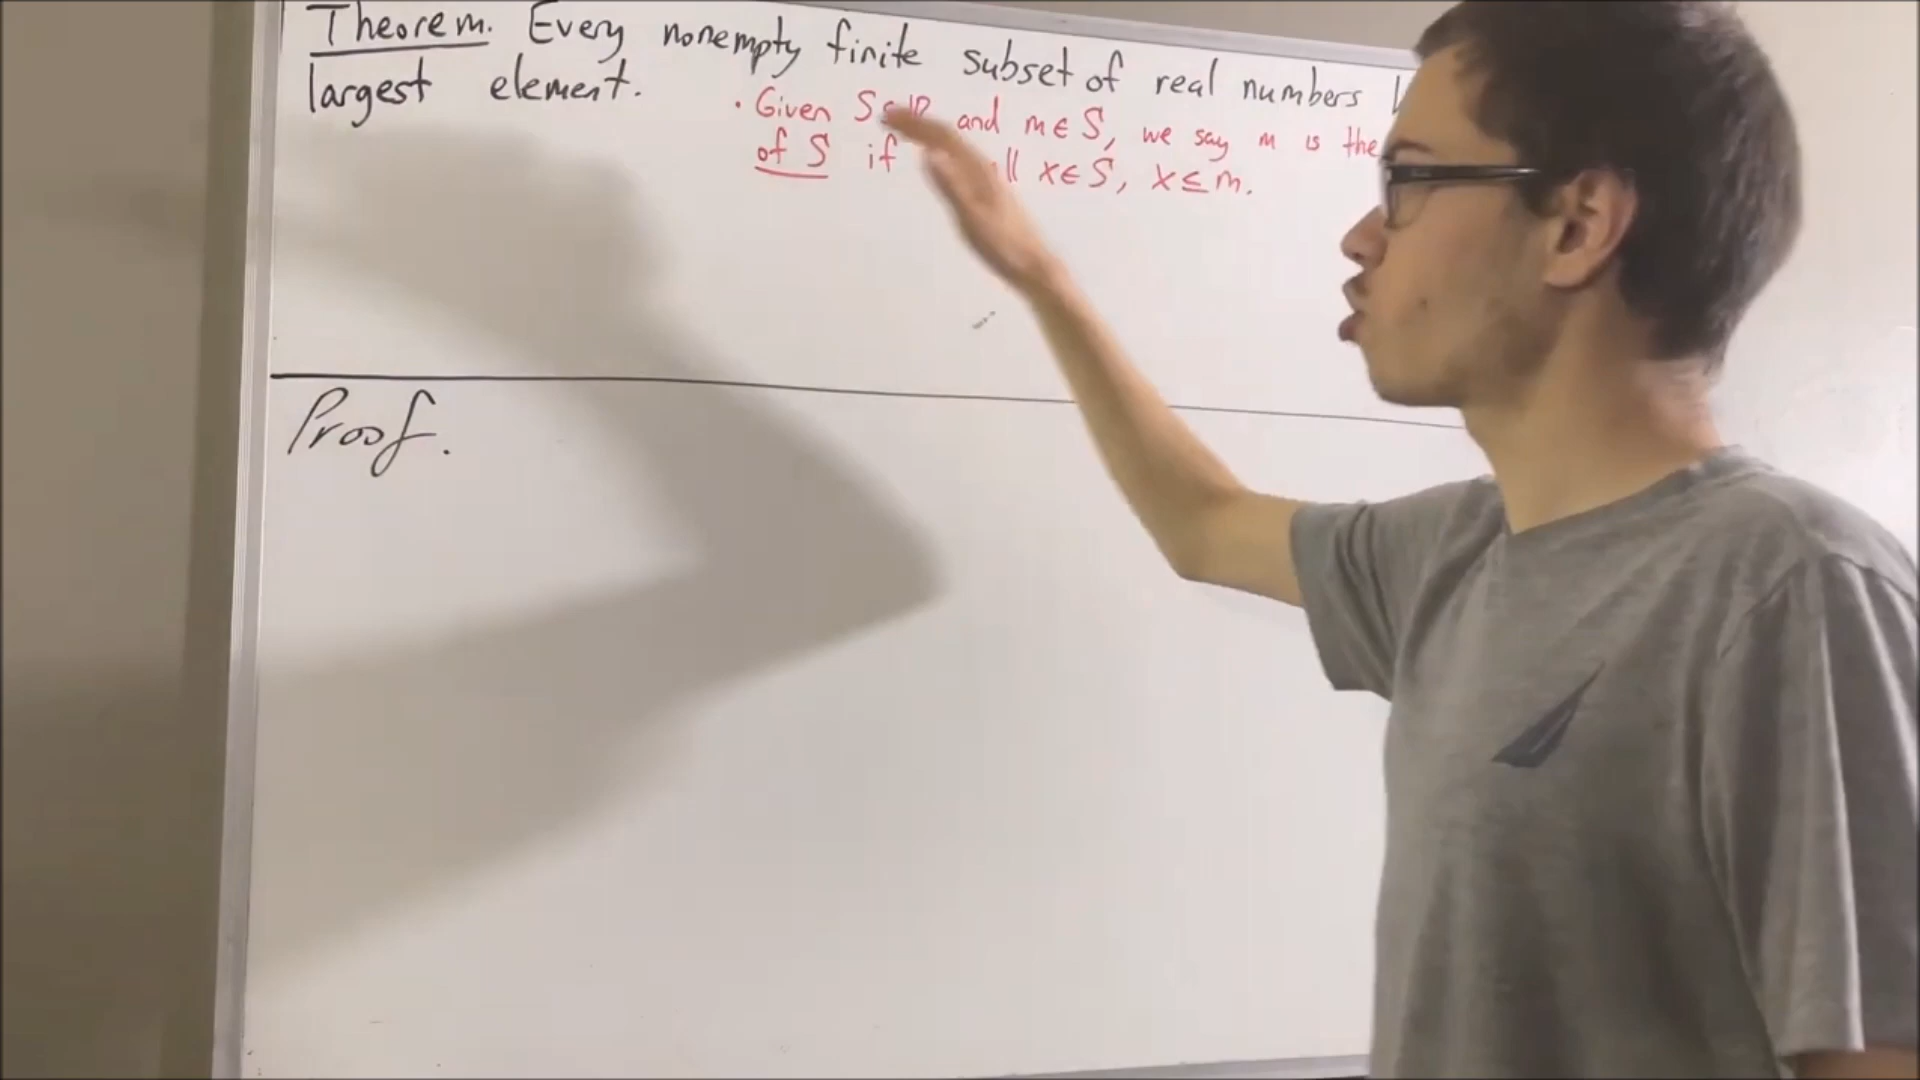 Theorem. Every nonempty finite subset of real numbers
largest element.
• Given S and m ∈ S, we say m is the
of S if x ∈ S, x ≤ m.
Proof.